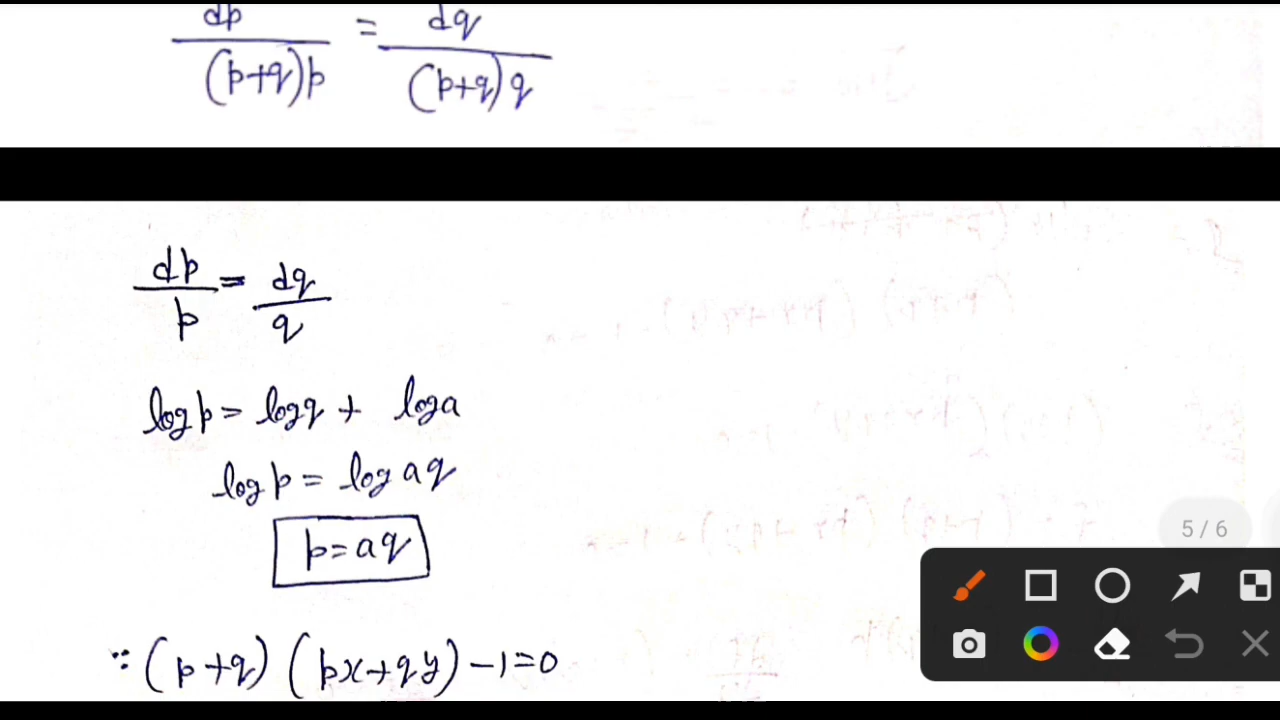 dp/(p+q)p = dq/(p+q)q
dp/p = dq/q
log p = log q + log a
log p = log aq
p = aq
∵ (p+q) (px+qy) -1=0
5 / 6